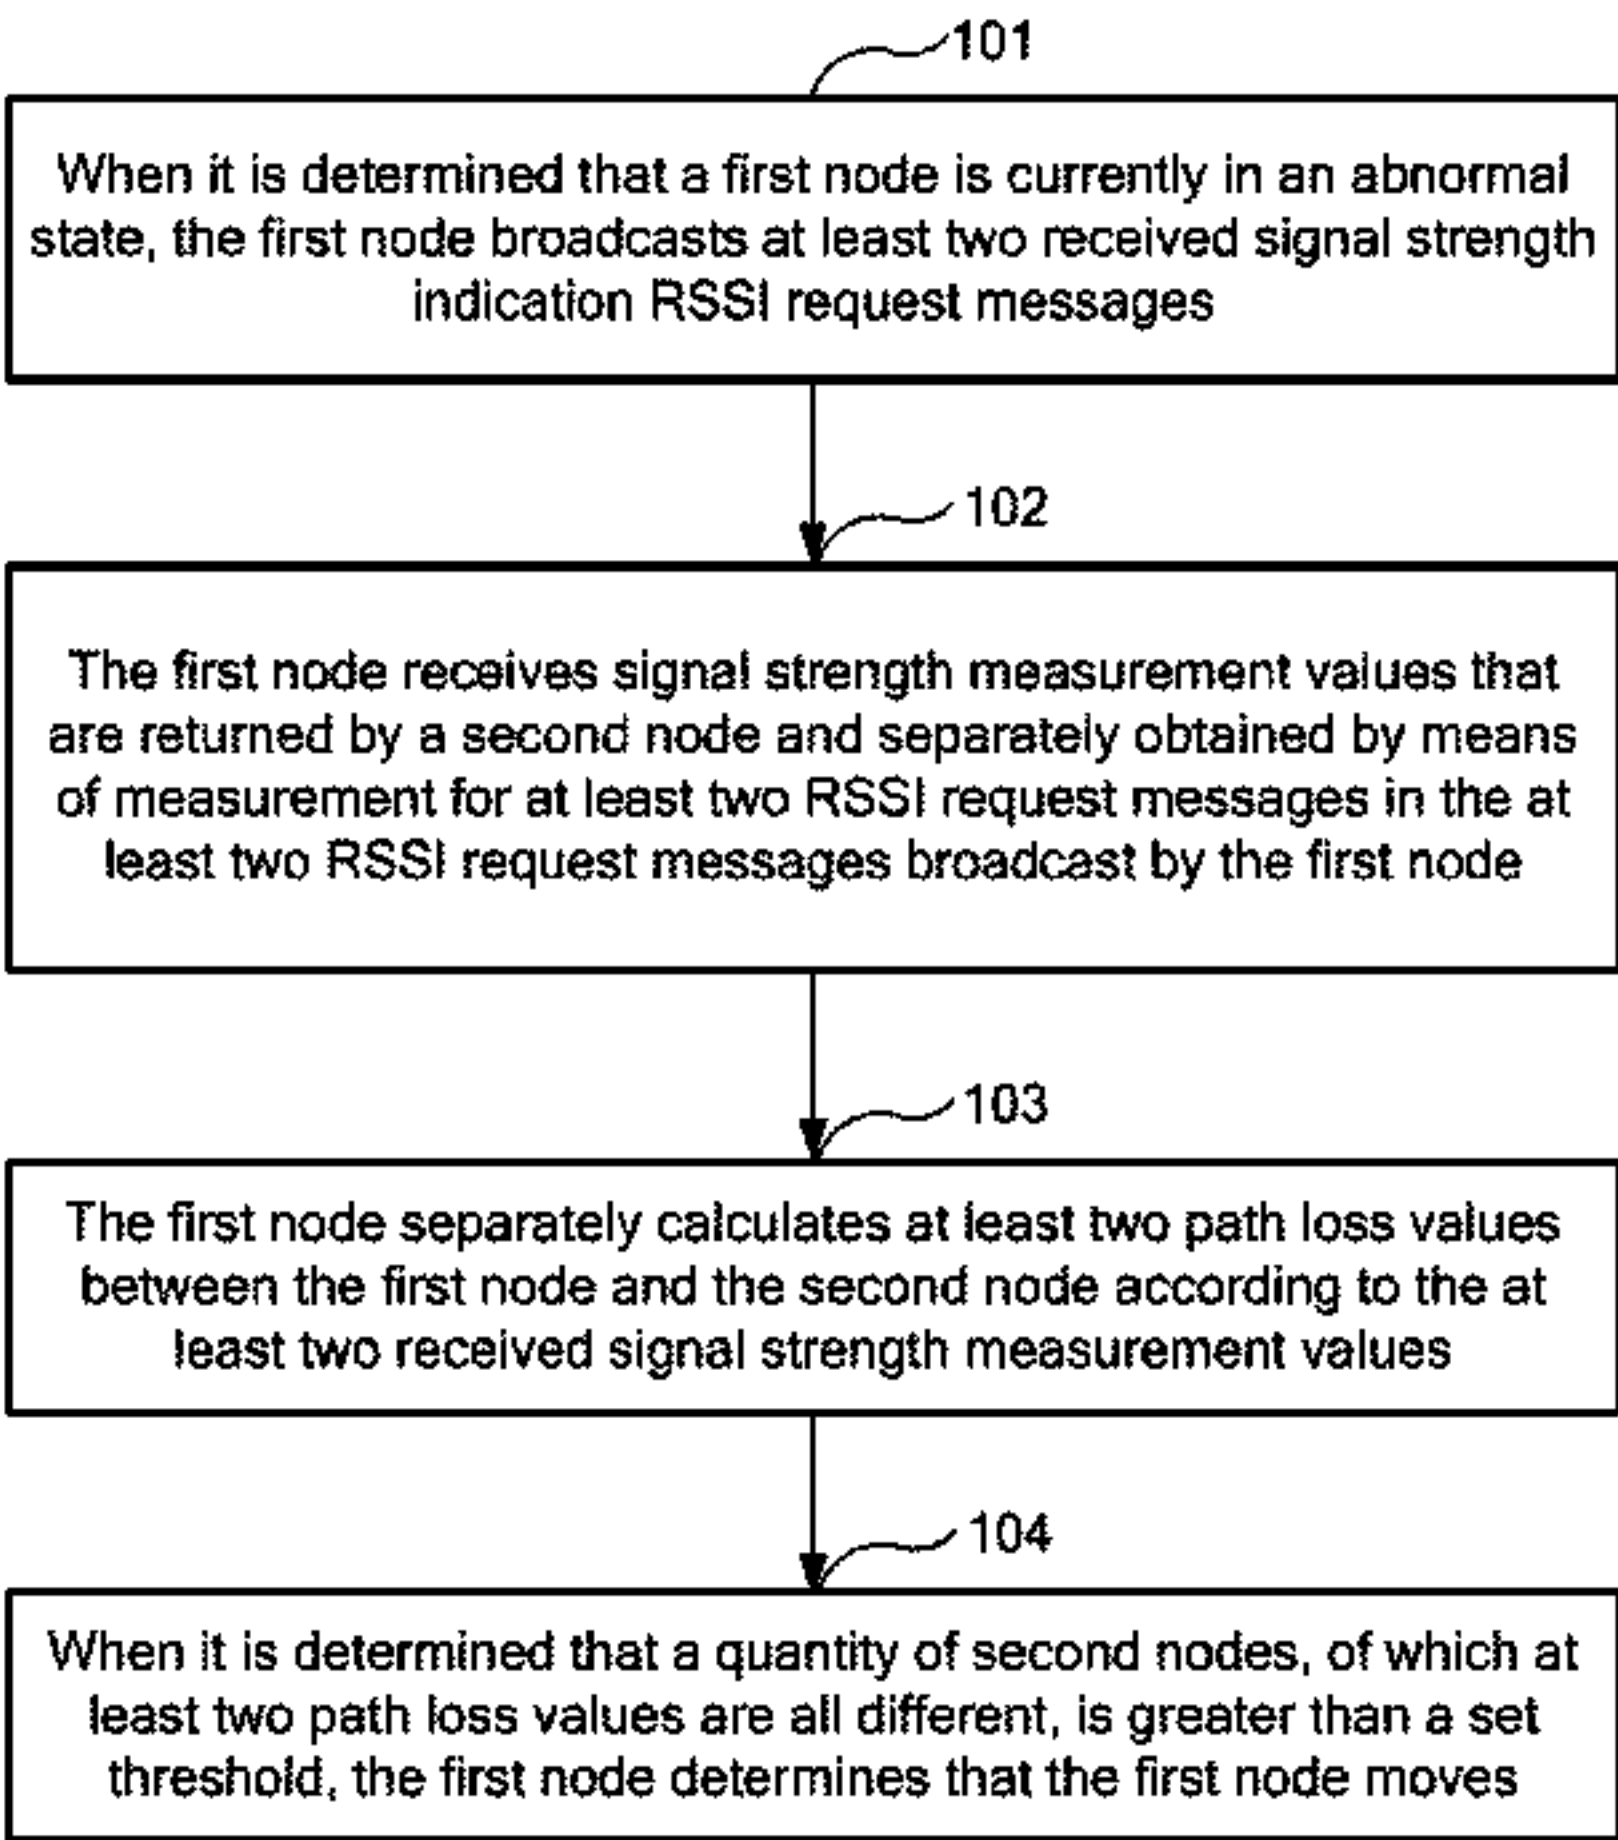 101
When it is determined that a first node is currently in an abnormal
state, the first node broadcasts at least two received signal strength
indication RSSI request messages
102
The first node receives signal strength measurement values that
are returned by a second node and separately obtained by means
of measurement for at least two RSSI request messages in the at
least two RSSI request messages broadcast by the first node
103
The first node separately calculates at least two path loss values
between the first node and the second node according to the at
least two received signal strength measurement values
104
When it is determined that a quantity of second nodes, of which at
least two path loss values are all different, is greater than a set
threshold, the first node determines that the first node moves